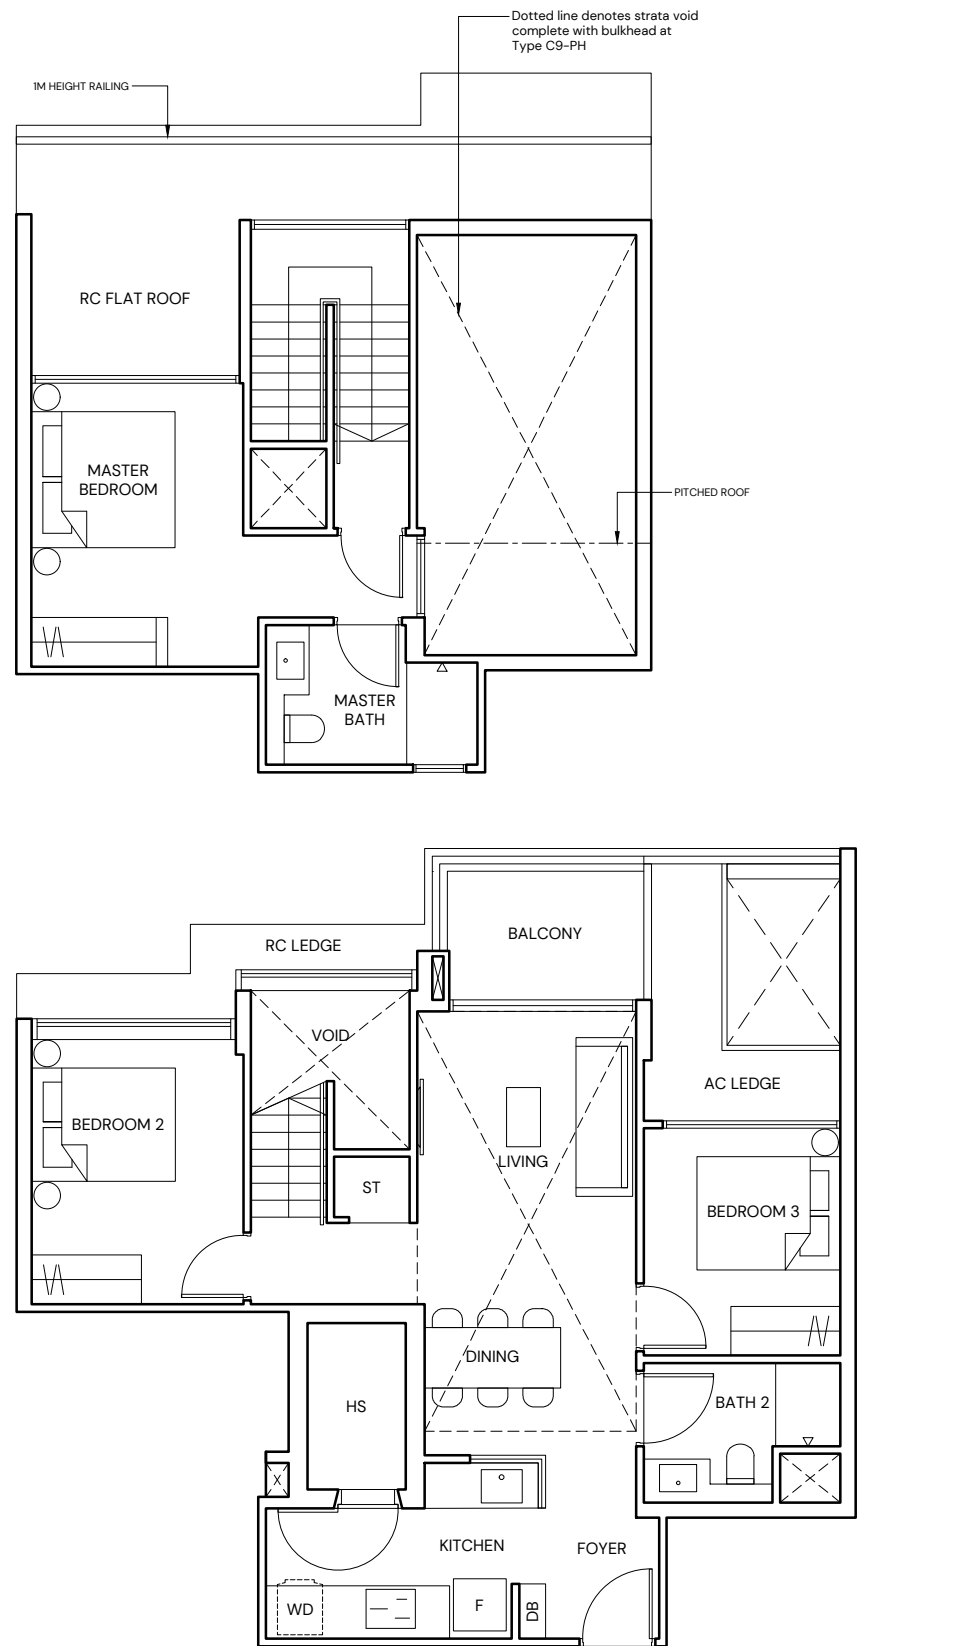 Dotted line denotes strata void
complete with bulkhead at
Type C9-PH
1M HEIGHT RAILING
RC FLAT ROOF
MASTER
BEDROOM
PITCHED ROOF
MASTER
BATH
BALCONY
RC LEDGE
VOID
AC LEDGE
BEDROOM 2
LIVING
ST
BEDROOM 3
DINING
BATH 2
HS
KITCHEN
FOYER
WD
F
DB